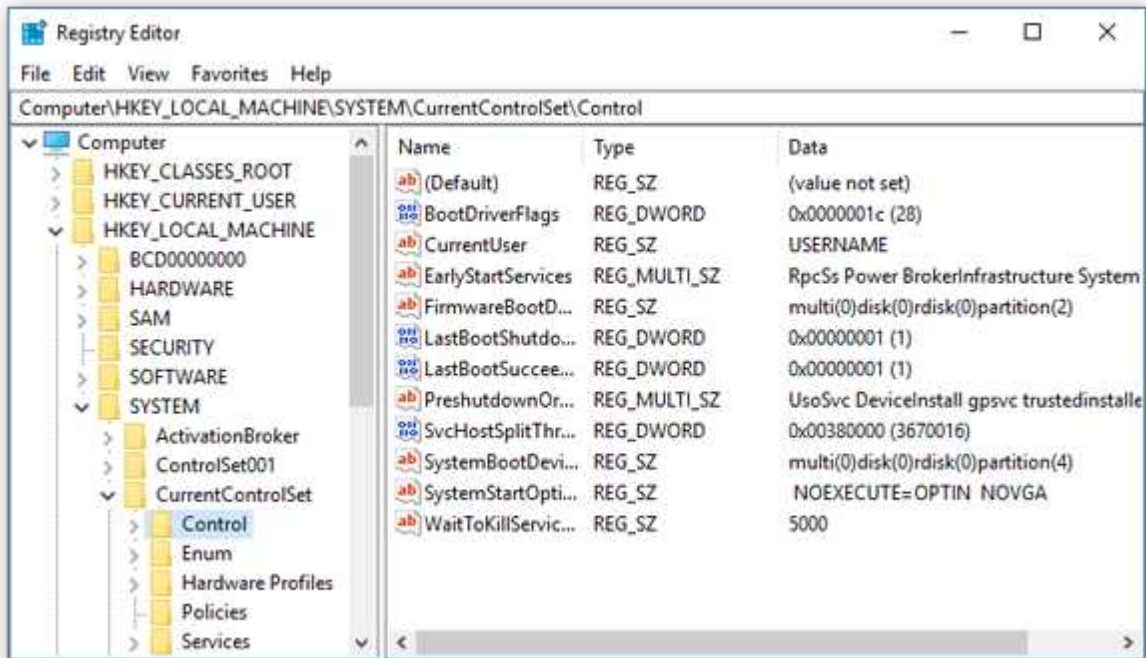 Registry Editor
File Edit View Favorites Help
Computer\HKEY_LOCAL_MACHINE\SYSTEM\CurrentControlSet\Control
Computer
HKEY_CLASSES_ROOT
HKEY_CURRENT_USER
HKEY_LOCAL_MACHINE
BCD00000000
HARDWARE
SAM
SECURITY
SOFTWARE
SYSTEM
ActivationBroker
ControlSet001
CurrentControlSet
Control
Enum
Hardware Profiles
Policies
Services
Name Type Data
(Default) REG_SZ (value not set)
BootDriverFlags REG_DWORD 0x0000001c (28)
CurrentUser REG_SZ USERNAME
EarlyStartServices REG_MULTI_SZ RpcSs Power BrokerInfrastructure System
FirmwareBootD... REG_SZ multi(0)disk(0)rdisk(0)partition(2)
LastBootShutdo... REG_DWORD 0x00000001 (1)
LastBootSuccee... REG_DWORD 0x00000001 (1)
PreshutdownOr... REG_MULTI_SZ UsoSvc DeviceInstall gpsvc trustedinstalle
SvcHostSplitThr... REG_DWORD 0x00380000 (3670016)
SystemBootDevi... REG_SZ multi(0)disk(0)rdisk(0)partition(4)
SystemStartOpti... REG_SZ NOEXECUTE=OPTIN NOVGA
WaitToKillServic... REG_SZ 5000